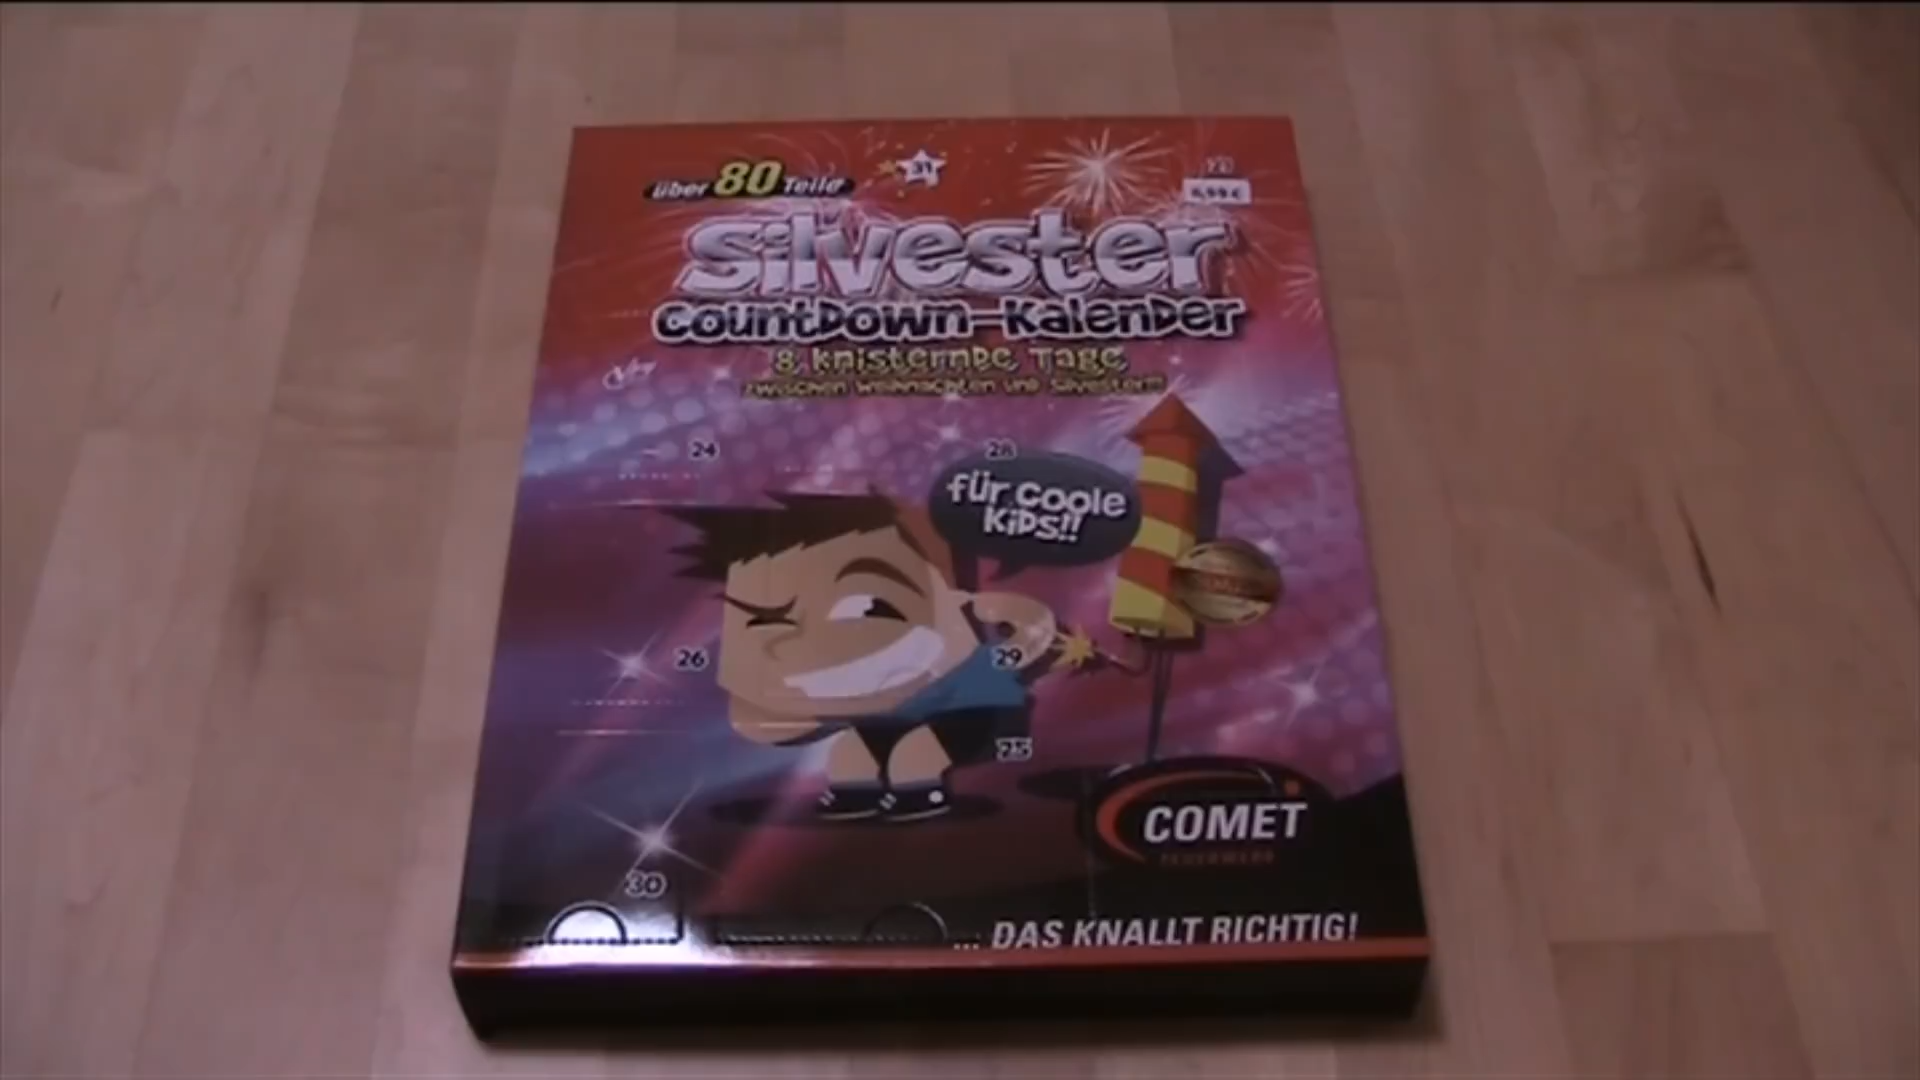 über 80 Teile
31
Silvester
Countdown-Kalender
8 knisternde Tage
zwischen Weihnachten und Silvester!!!
24
28
für coole
Kids!!
26
29
25
COMET
FEUERWERK
30
... DAS KNALLT RICHTIG!